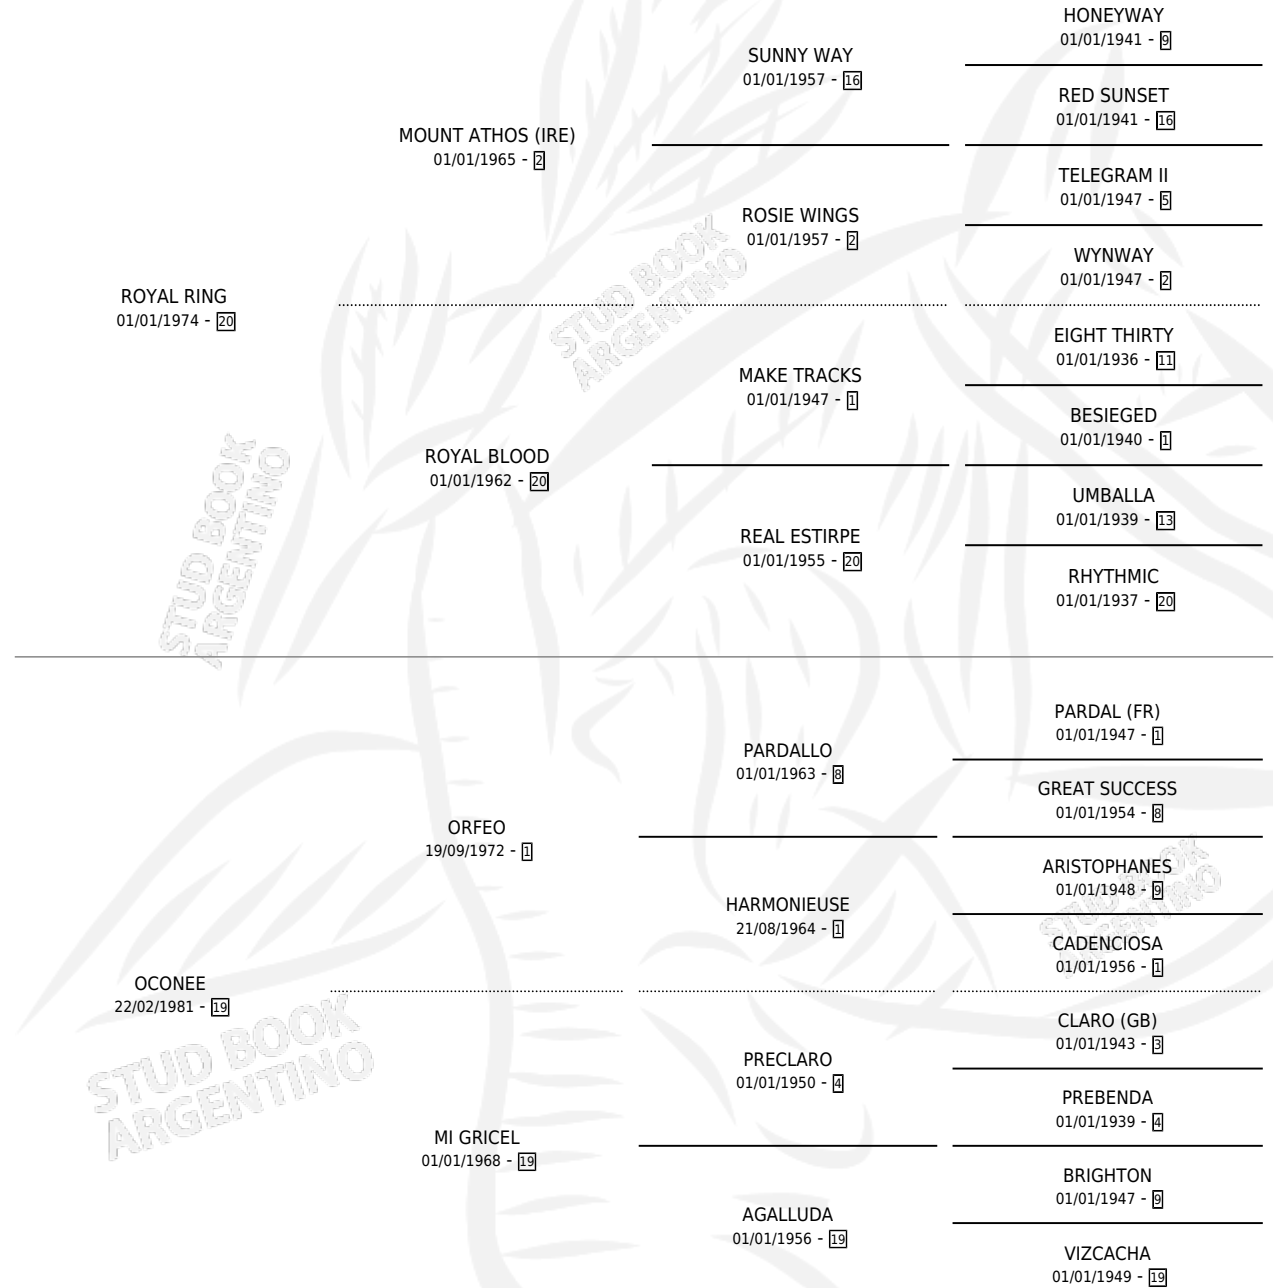 HONEYWAY
01/01/1941 - 9
SUNNY WAY
01/01/1957 - 16
RED SUNSET
01/01/1941 - 16
MOUNT ATHOS (IRE)
01/01/1965 - 2
TELEGRAM II
01/01/1947 - 5
ROSIE WINGS
01/01/1957 - 2
WYNWAY
01/01/1947 - 2
ROYAL RING
01/01/1974 - 20
EIGHT THIRTY
01/01/1936 - 11
MAKE TRACKS
01/01/1947 - 1
BESIEGED
01/01/1940 - 1
ROYAL BLOOD
01/01/1962 - 20
UMBALLA
01/01/1939 - 13
REAL ESTIRPE
01/01/1955 - 20
RHYTHMIC
01/01/1937 - 20
STUD BOOK
ARGENTINO
STUD BOOK
ARGENTINO
PARDAL (FR)
01/01/1947 - 1
PARDALLO
01/01/1963 - 8
GREAT SUCCESS
01/01/1954 - 8
ORFEO
19/09/1972 - 1
ARISTOPHANES
01/01/1948 - 9
HARMONIEUSE
21/08/1964 - 1
CADENCIOSA
01/01/1956 - 1
OCONEE
22/02/1981 - 19
CLARO (GB)
01/01/1943 - 3
PRECLARO
01/01/1950 - 4
PREBENDA
01/01/1939 - 4
MI GRICEL
01/01/1968 - 19
BRIGHTON
01/01/1947 - 9
AGALLUDA
01/01/1956 - 19
VIZCACHA
01/01/1949 - 19
STUD BOOK
ARGENTINO
STUD BOOK
ARGENTINO